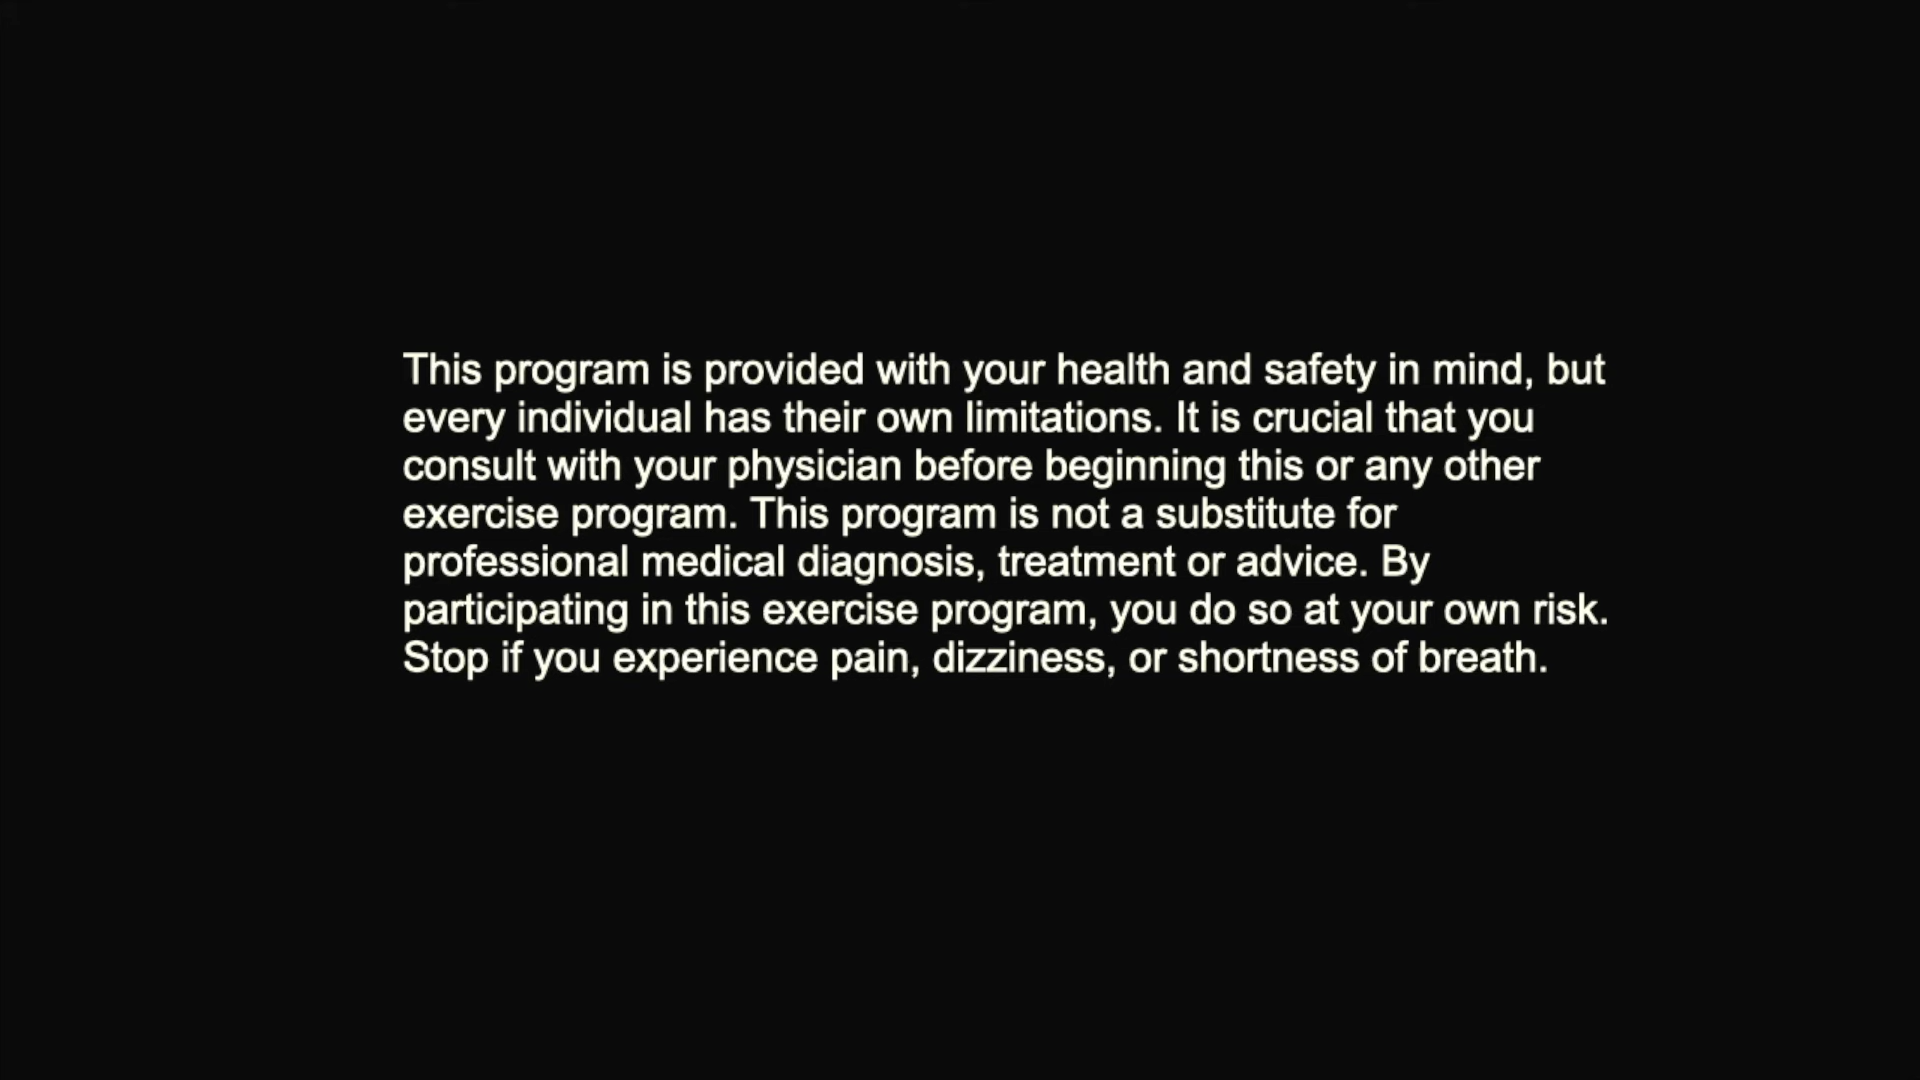 This program is provided with your health and safety in mind, but
every individual has their own limitations. It is crucial that you
consult with your physician before beginning this or any other
exercise program. This program is not a substitute for
professional medical diagnosis, treatment or advice. By
participating in this exercise program, you do so at your own risk.
Stop if you experience pain, dizziness, or shortness of breath.